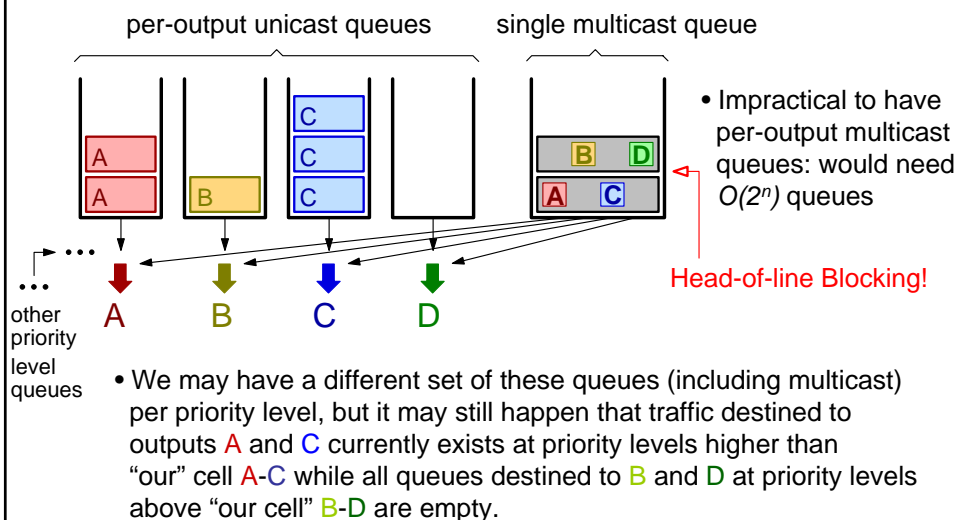 per-output unicast queues
single multicast queue
A
A
B
C
C
C
B D
A C
• Impractical to have
per-output multicast
queues: would need
O(2ⁿ) queues
Head-of-line Blocking!
...
...
other
priority
level
queues
A B C D
• We may have a different set of these queues (including multicast)
per priority level, but it may still happen that traffic destined to
outputs A and C currently exists at priority levels higher than
“our” cell A-C while all queues destined to B and D at priority levels
above “our cell” B-D are empty.